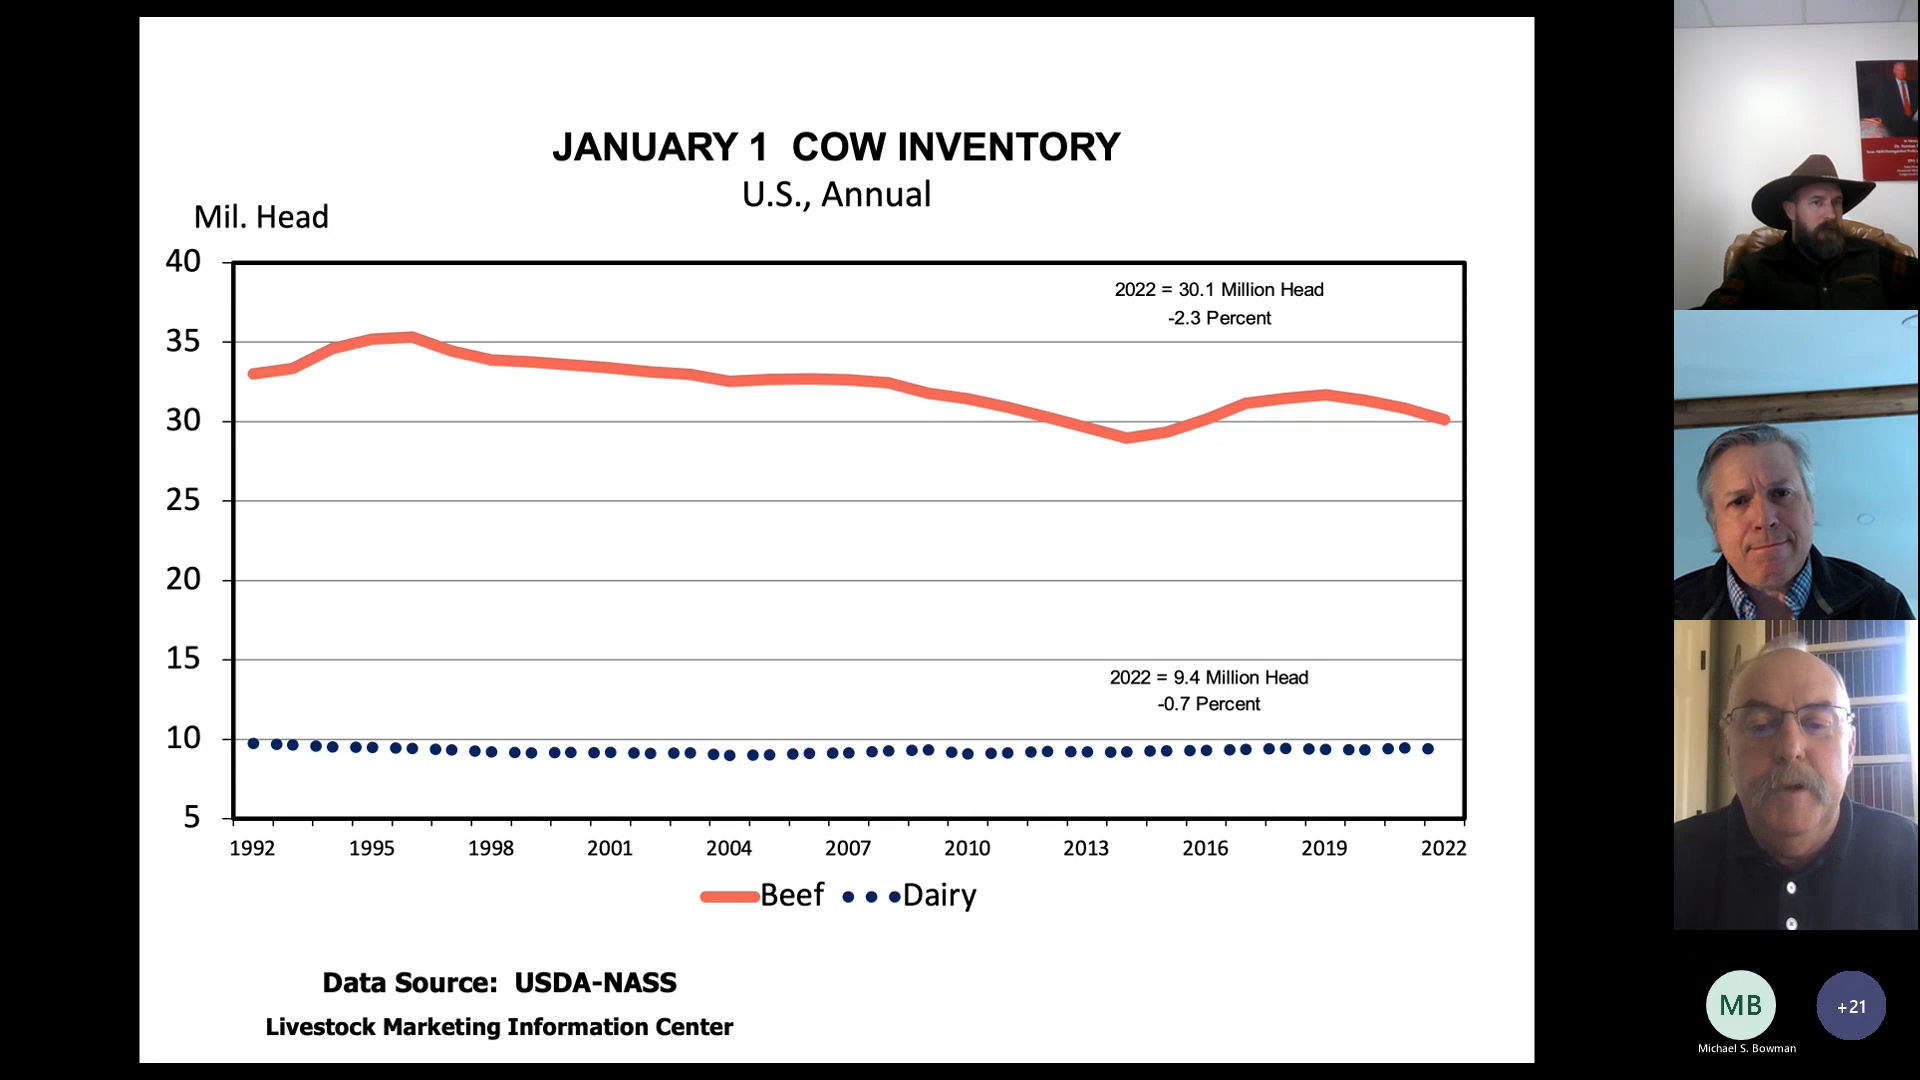 JANUARY 1 COW INVENTORY
U.S., Annual
Mil. Head
40
35
30
25
20
15
10
5
2022 = 30.1 Million Head
-2.3 Percent
2022 = 9.4 Million Head
-0.7 Percent
1992 1995 1998 2001 2004 2007 2010 2013 2016 2019 2022
Beef Dairy
Data Source: USDA-NASS
Livestock Marketing Information Center
MB
+21
Michael S. Bowman